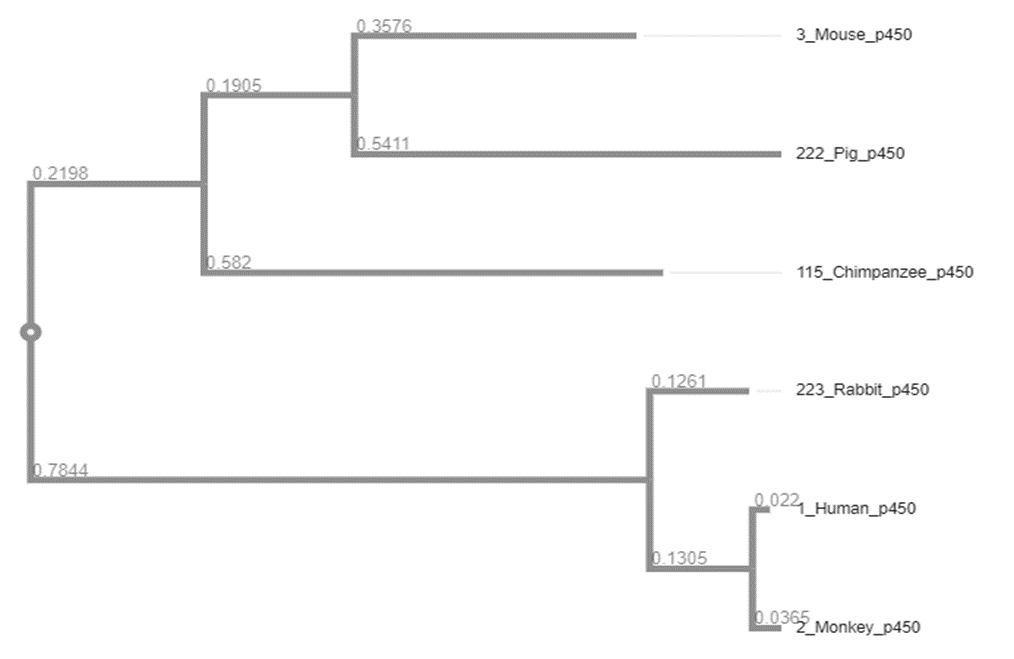 0.3576
3_Mouse_p450
0.1905
0.5411
222_Pig_p450
0.2198
0.582
115_Chimpanzee_p450
0.1261
223_Rabbit_p450
0.7844
0.022
1_Human_p450
0.1305
0.0365
2_Monkey_p450